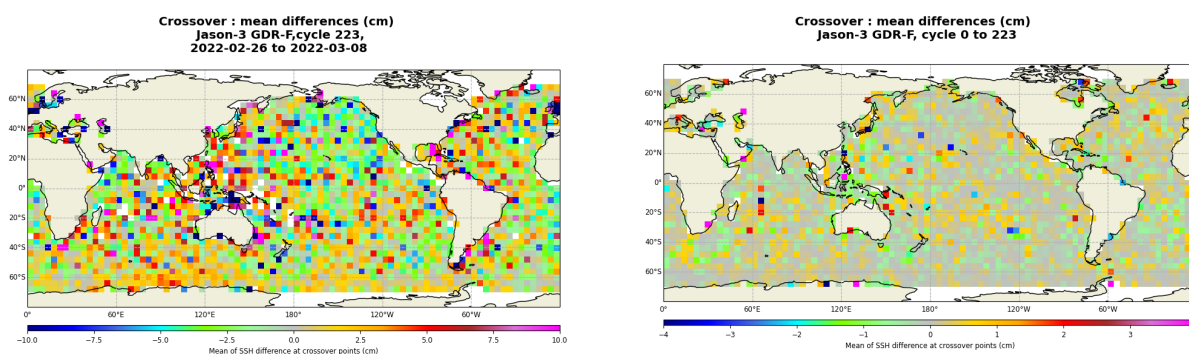 Crossover : mean differences (cm)
Jason-3 GDR-F,cycle 223,
2022-02-26 to 2022-03-08
60°N
40°N
20°N
0°
20°S
40°S
60°S
0°
60°E
120°E
180°
120°W
60°W
−10.0 −7.5 −5.0 −2.5 0.0 2.5 5.0 7.5 10.0
Mean of SSH difference at crossover points (cm)
Crossover : mean differences (cm)
Jason-3 GDR-F, cycle 0 to 223
60°N
40°N
20°N
0°
20°S
40°S
60°S
0°
60°E
120°E
180°
120°W
60°W
−4 −3 −2 −1 0 1 2 3
Mean of SSH difference at crossover points (cm)